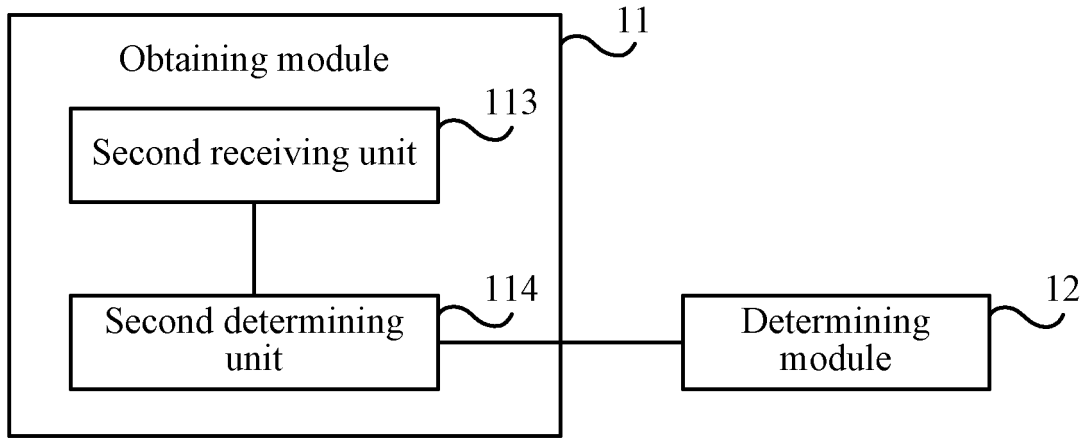 11
Obtaining module
113
Second receiving unit
114
Second determining
unit
12
Determining
module